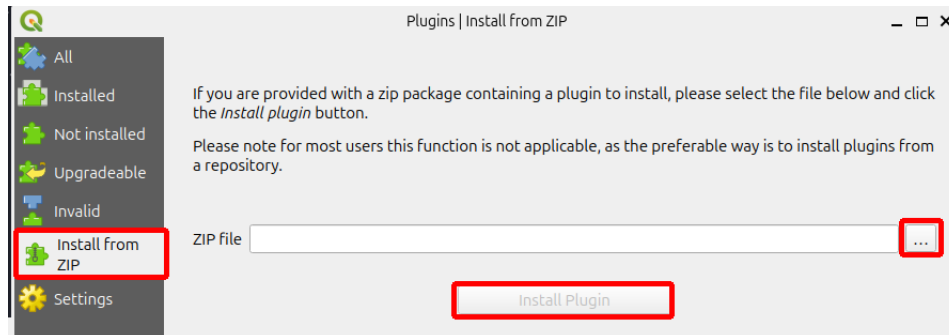 Plugins | Install from ZIP
All
Installed
Not installed
Upgradeable
Invalid
Install from
ZIP
Settings
If you are provided with a zip package containing a plugin to install, please select the file below and click
the Install plugin button.
Please note for most users this function is not applicable, as the preferable way is to install plugins from
a repository.
ZIP file
...
Install Plugin